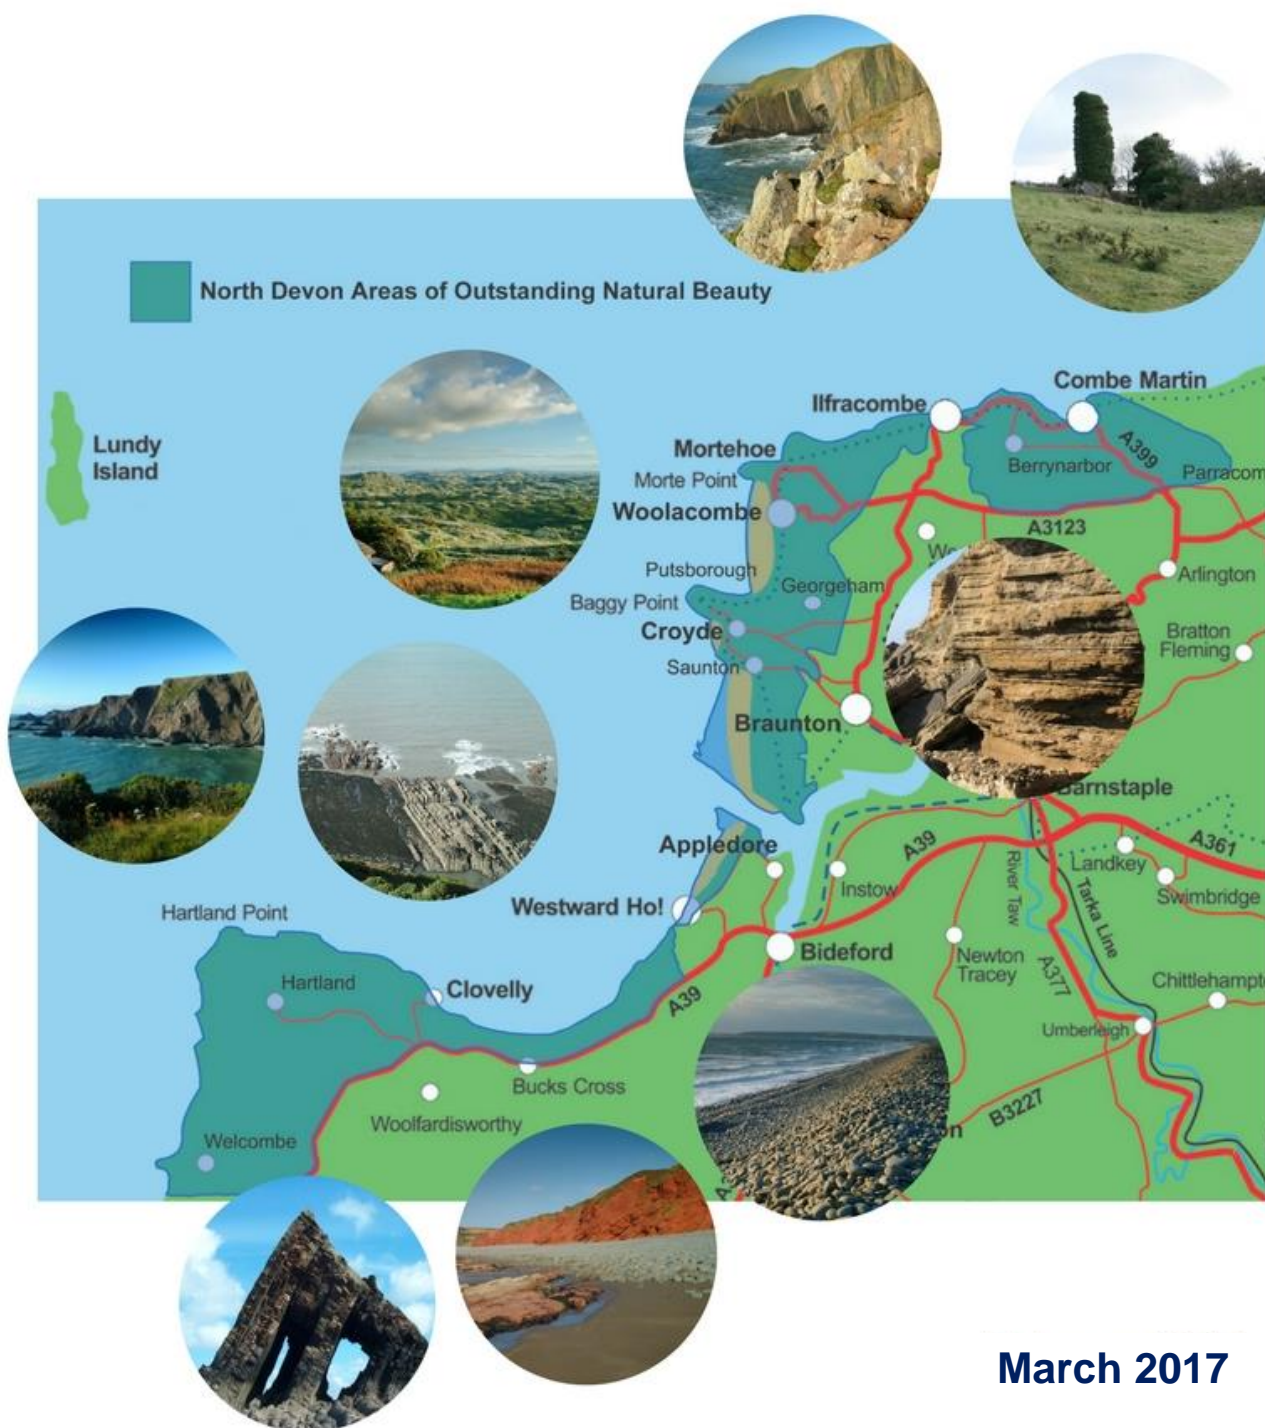 North Devon Areas of Outstanding Natural Beauty
Combe Martin
Ilfracombe
Lundy
Island
Mortehoe
A399
Berrynarbor
Parracom
Morte Point
Woolacombe
A3123
Putsborough
Georgeham
Arlington
Baggy Point
Croyde
Bratton
Fleming
Saunton
Braunton
Barnstaple
Appledore
A39
A361
Landkey
Instow
River Taw
Tarka Line
Swimbridge
Westward Ho!
Hartland Point
Bideford
Newton
Tracey
A377
Chittlehampto
Hartland
Clovelly
A39
Umberleigh
Bucks Cross
Woolfardisworthy
B3227
on
Welcombe
March 2017